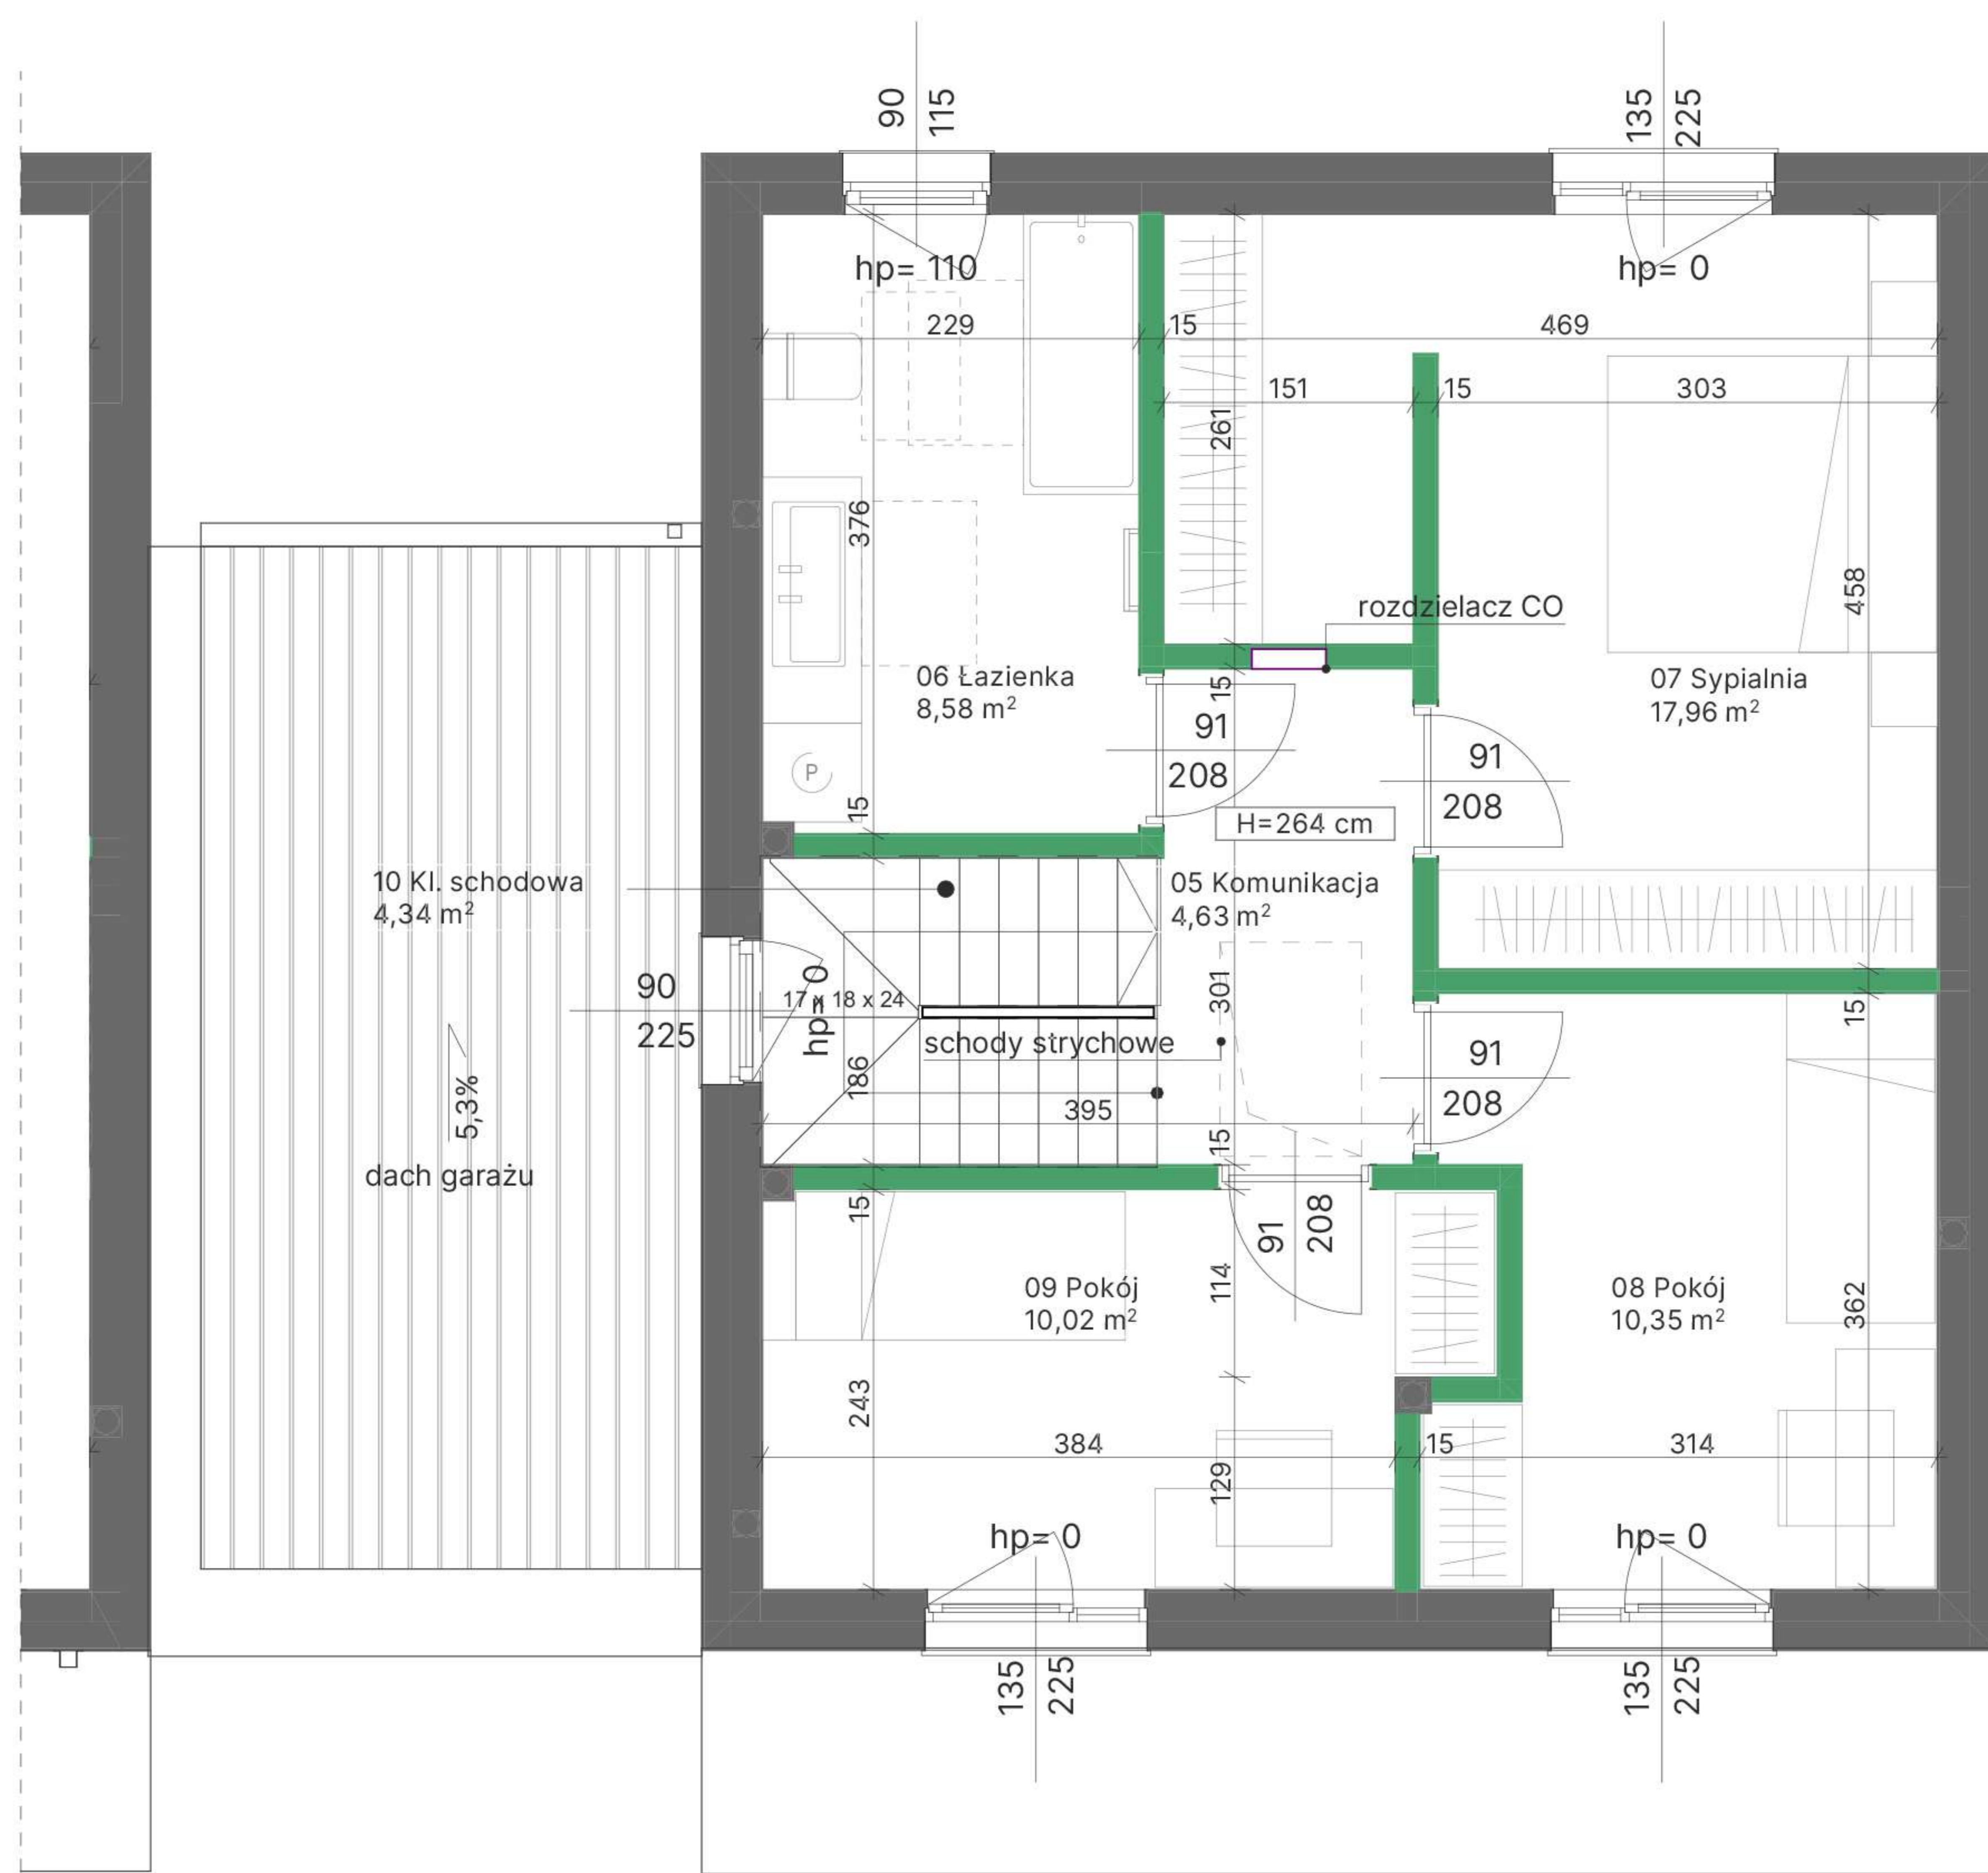 90
115
135
225
hp= 110
hp= 0
229
15
469
151
15
303
261
376
458
rozdzielacz CO
06 Łazienka
8,58 m²
07 Sypialnia
17,96 m²
15
91
208
91
208
P
15
H=264 cm
10 Kl. schodowa
4,34 m²
05 Komunikacja
4,63 m²
90
225
hp= 0
17 x 18 x 24
301
15
schody strychowe
91
208
186
395
5,3%
15
dach garażu
15
91
208
114
09 Pokój
10,02 m²
08 Pokój
10,35 m²
362
243
384
15
314
129
hp= 0
hp= 0
135
225
135
225